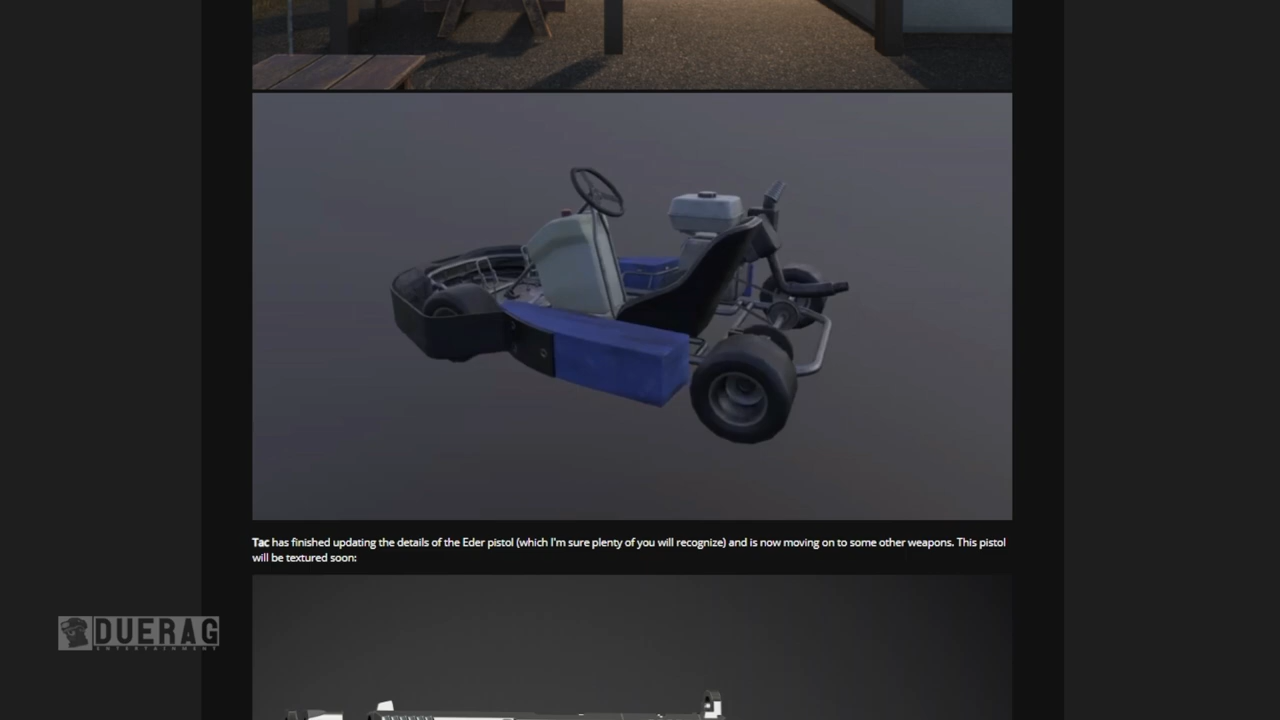 Tac has finished updating the details of the Eder pistol (which I'm sure plenty of you will recognize) and is now moving on to some other weapons. This pistol
will be textured soon:
DUERAG
ENTERTAINMENT